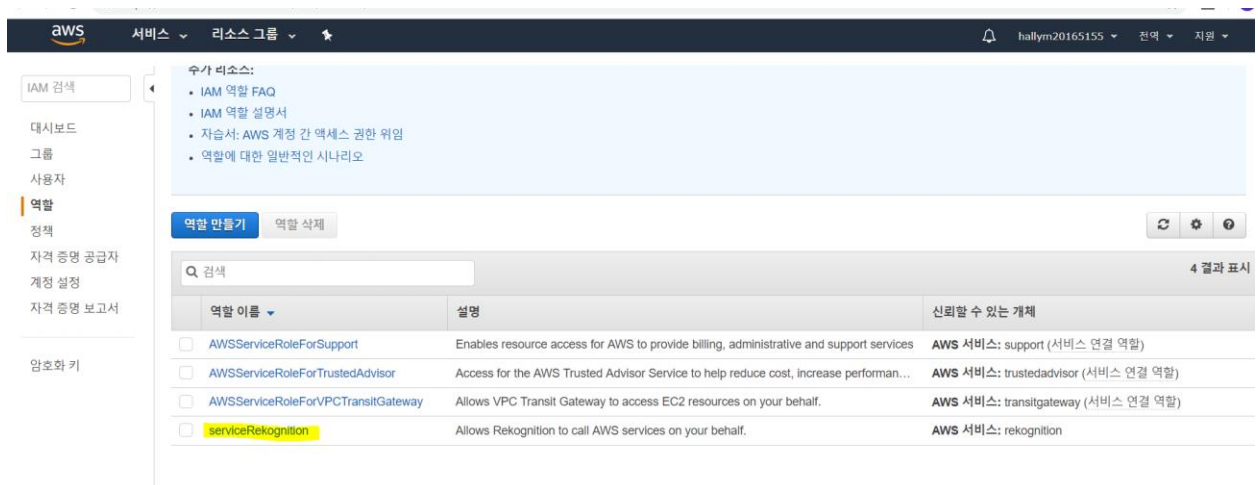 aws 서비스 리소스 그룹 hallym20165155 전역 지원
IAM 검색
대시보드
그룹
사용자
역할
정책
자격 증명 공급자
계정 설정
자격 증명 보고서
암호화 키
추가 리소스:
• IAM 역할 FAQ
• IAM 역할 설명서
• 자습서: AWS 계정 간 액세스 권한 위임
• 역할에 대한 일반적인 시나리오
역할 만들기 역할 삭제
검색 4 결과 표시
역할 이름 설명 신뢰할 수 있는 개체
AWSServiceRoleForSupport Enables resource access for AWS to provide billing, administrative and support services AWS 서비스: support (서비스 연결 역할)
AWSServiceRoleForTrustedAdvisor Access for the AWS Trusted Advisor Service to help reduce cost, increase performan... AWS 서비스: trustedadvisor (서비스 연결 역할)
AWSServiceRoleForVPCTransitGateway Allows VPC Transit Gateway to access EC2 resources on your behalf. AWS 서비스: transitgateway (서비스 연결 역할)
serviceRekognition Allows Rekognition to call AWS services on your behalf. AWS 서비스: rekognition